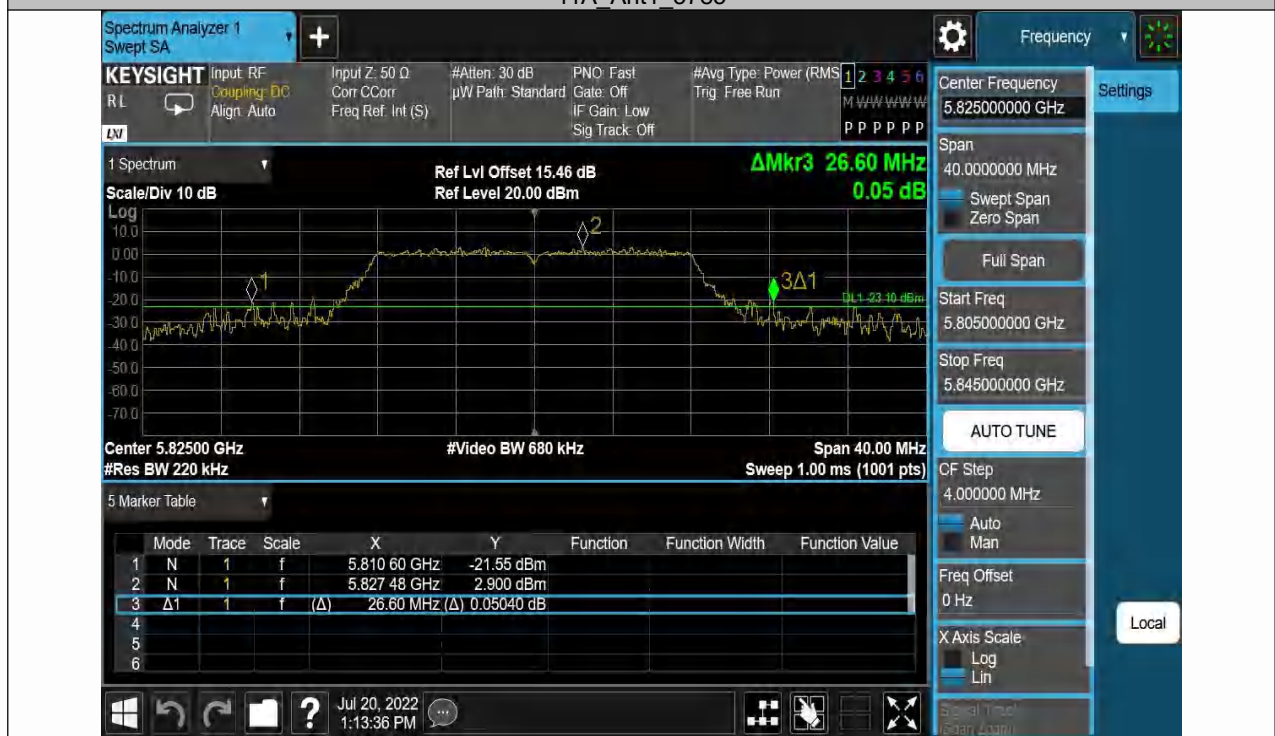 Spectrum Analyzer 1
Swept SA
+
Frequency
KEYSIGHT
RL
LXI
Input: RF
Coupling: DC
Align: Auto
Input Z: 50 Ω
Corr CCorr
Freq Ref: Int (S)
#Atten: 30 dB
µW Path: Standard
PNO: Fast
Gate: Off
IF Gain: Low
Sig Track: Off
#Avg Type: Power (RMS
Trig: Free Run
1 2 3 4 5 6
M W W W W W
P P P P P P
Center Frequency
5.825000000 GHz
Settings
Span
40.0000000 MHz
Swept Span
Zero Span
Full Span
Start Freq
5.805000000 GHz
Stop Freq
5.845000000 GHz
AUTO TUNE
CF Step
4.000000 MHz
Auto
Man
Freq Offset
0 Hz
X Axis Scale
Log
Lin
Local
1 Spectrum
Scale/Div 10 dB
Ref Lvl Offset 15.46 dB
Ref Level 20.00 dBm
ΔMkr3 26.60 MHz
0.05 dB
Log
10.0
0.00
-10.0
-20.0
-30.0
-40.0
-50.0
-60.0
-70.0
1
2
3Δ1
DL1 -23.10 dBm
Center 5.82500 GHz
#Video BW 680 kHz
Span 40.00 MHz
#Res BW 220 kHz
Sweep 1.00 ms (1001 pts)
5 Marker Table
Mode Trace Scale X Y Function Function Width Function Value
1 N 1 f 5.810 60 GHz -21.55 dBm
2 N 1 f 5.827 48 GHz 2.900 dBm
3 Δ1 1 f (Δ) 26.60 MHz (Δ) 0.05040 dB
4
5
6
?
Jul 20, 2022
1:13:36 PM